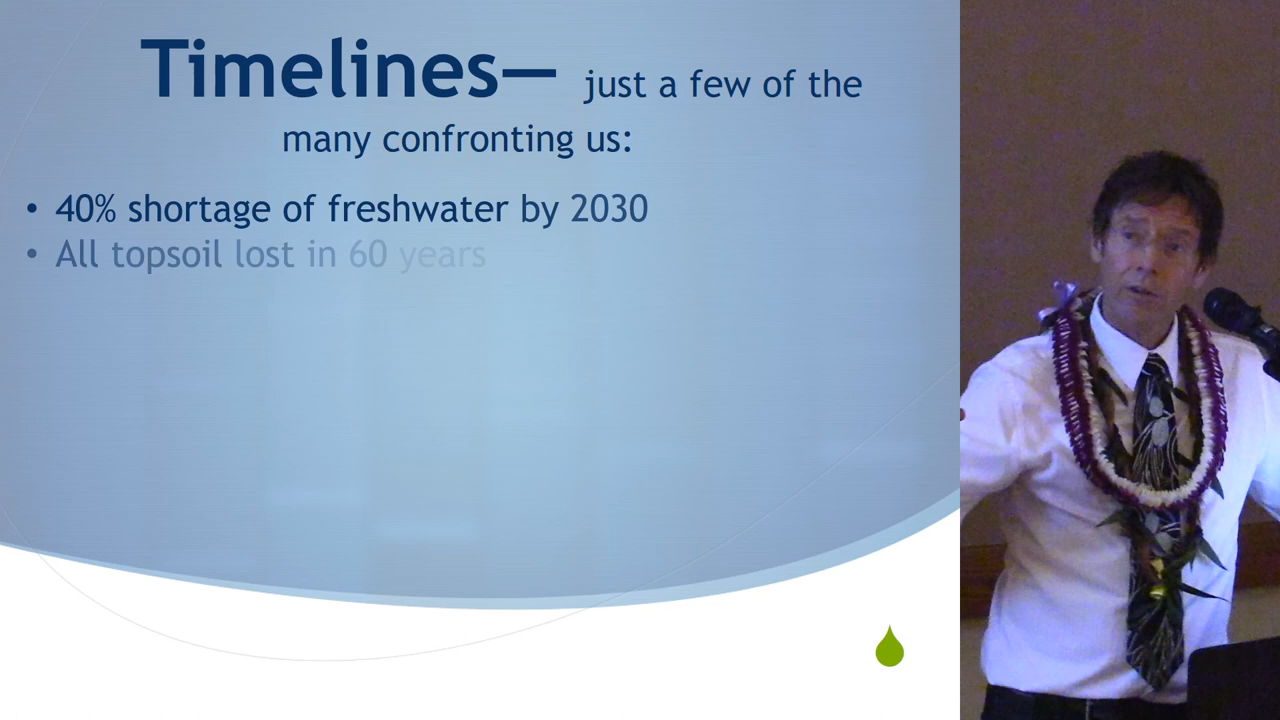 Timelines— just a few of the
many confronting us:
• 40% shortage of freshwater by 2030
• All topsoil lost in 60 years